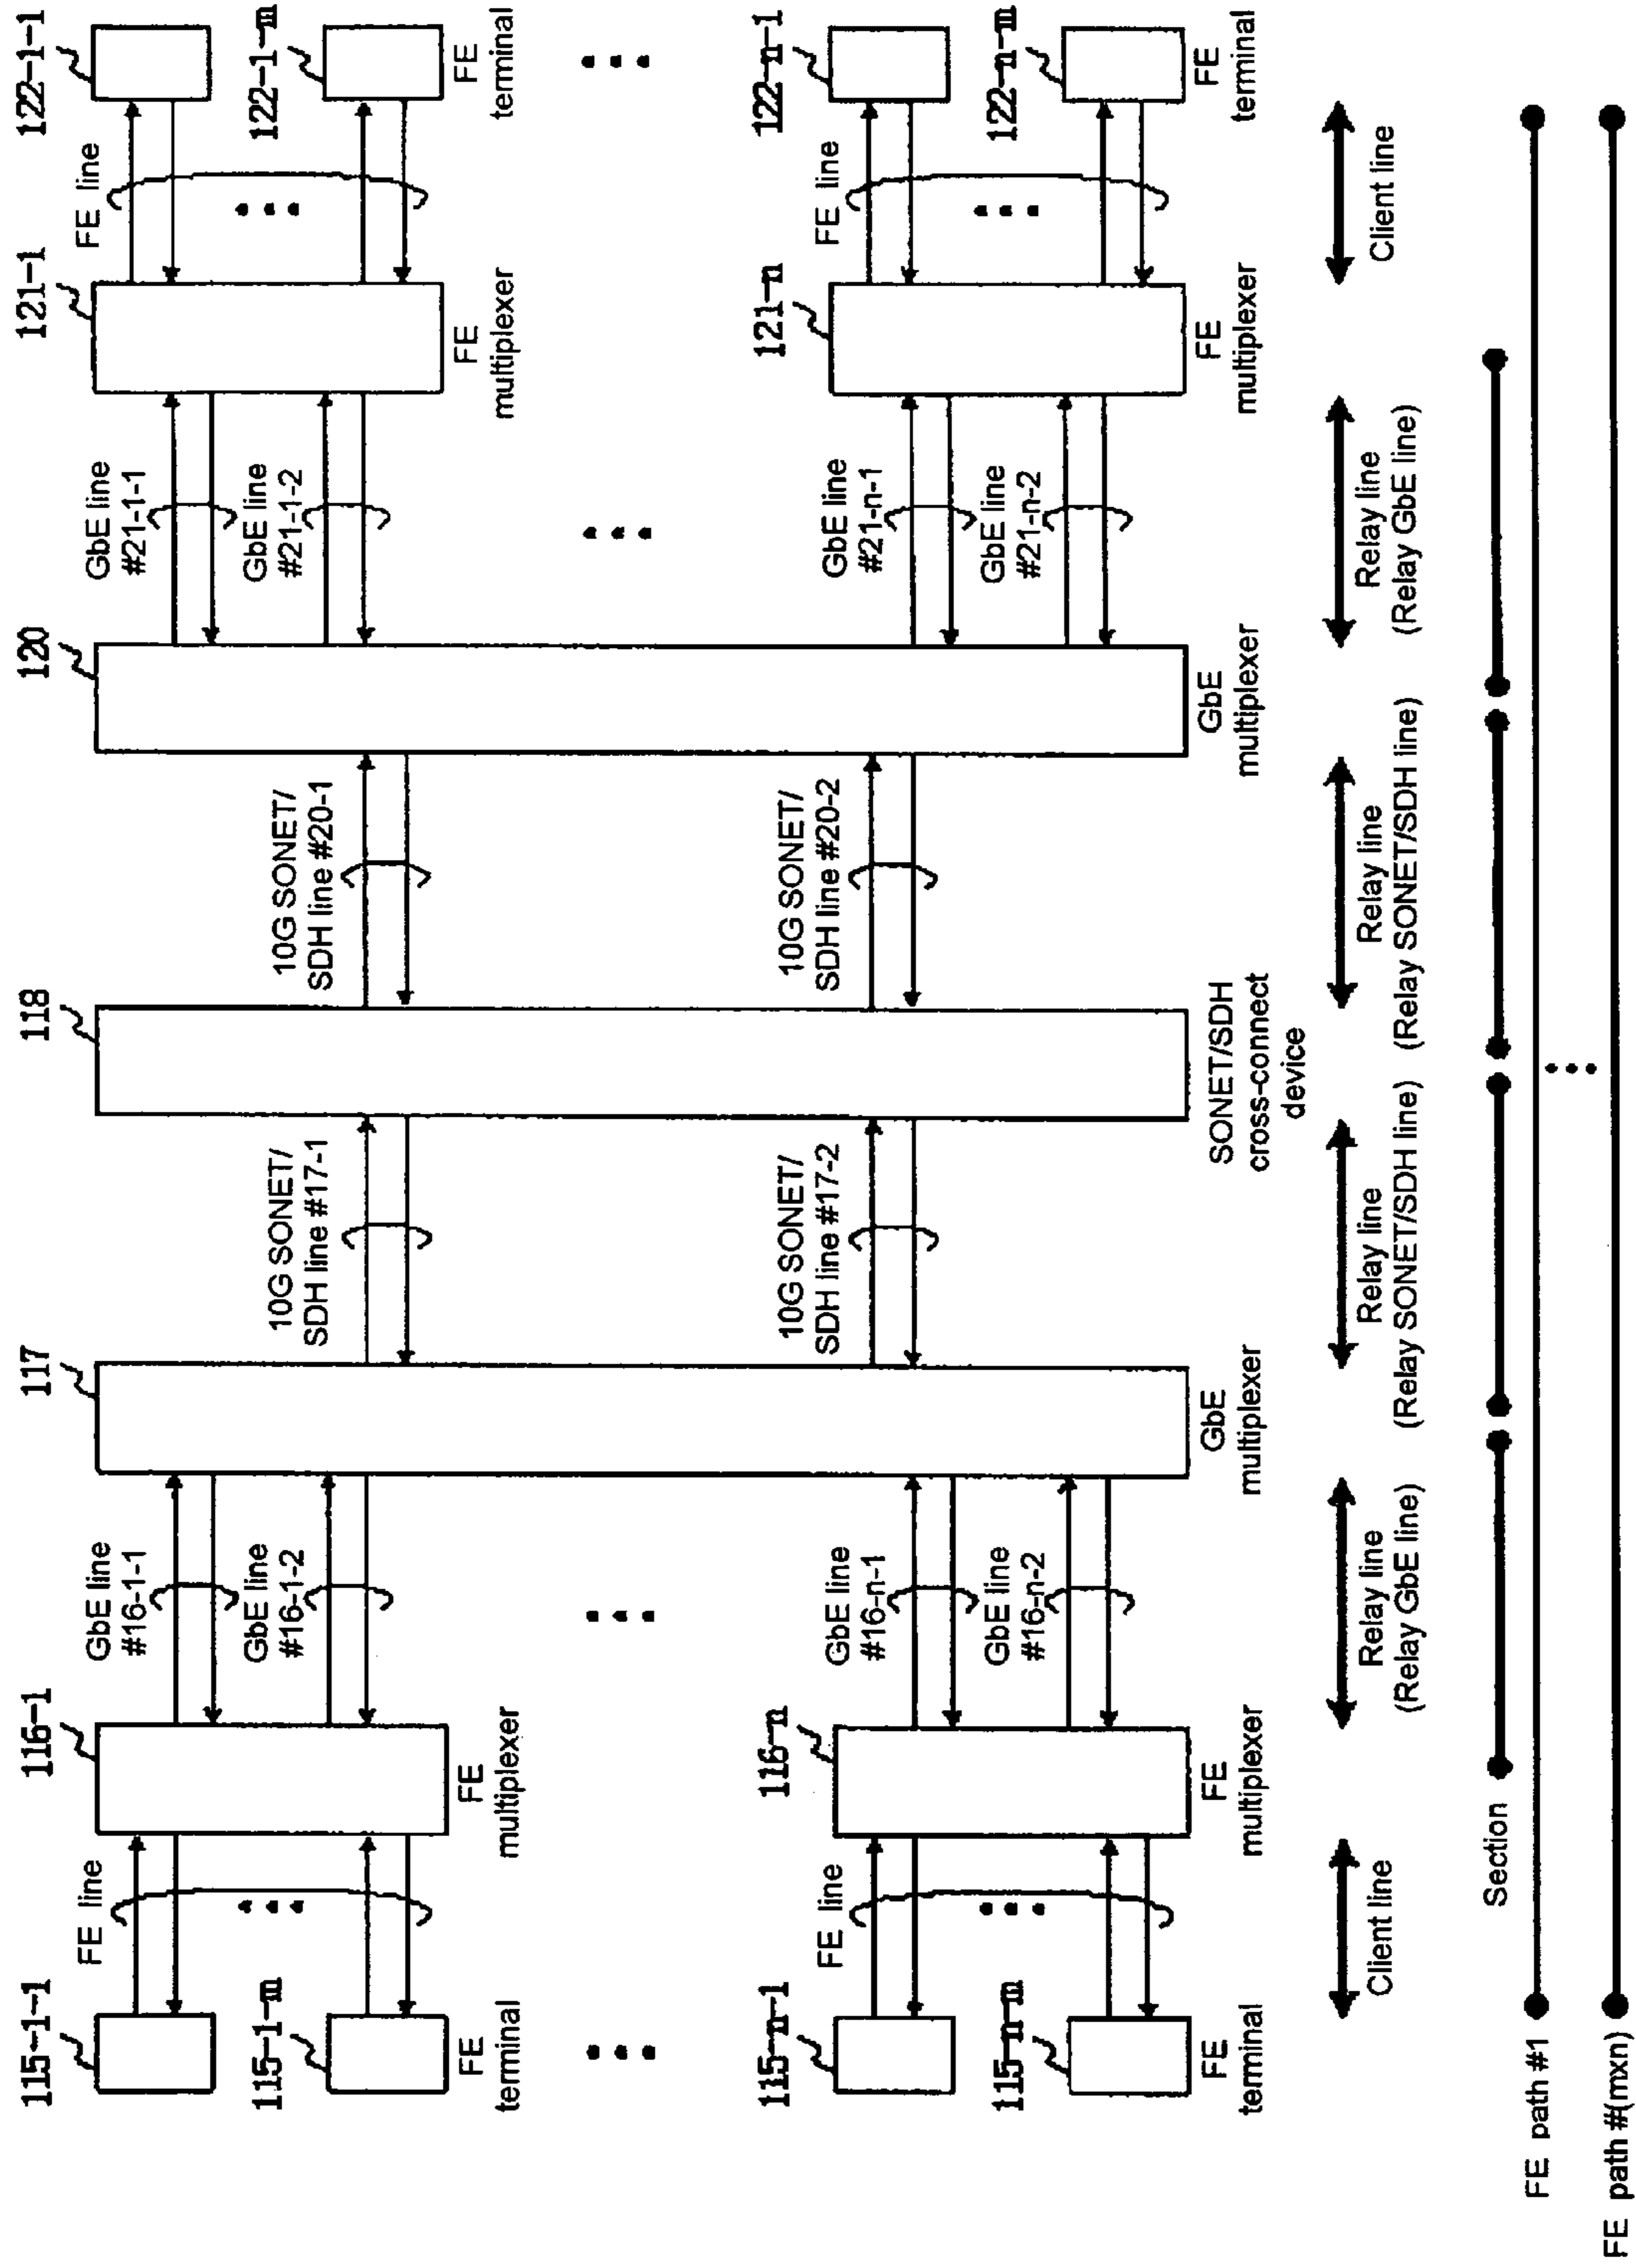 115-1-1
115-1-m
FE
terminal
115-n-1
115-n-m
FE
terminal
FE line
FE line
116-1
FE
multiplexer
116-n
FE
multiplexer
GbE line
#16-1-1
GbE line
#16-1-2
GbE line
#16-n-1
GbE line
#16-n-2
117
GbE
multiplexer
10G SONET/
SDH line #17-1
10G SONET/
SDH line #17-2
118
SONET/SDH
cross-connect
device
10G SONET/
SDH line #20-1
10G SONET/
SDH line #20-2
120
GbE
multiplexer
GbE line
#21-1-1
GbE line
#21-1-2
GbE line
#21-n-1
GbE line
#21-n-2
121-1
FE
multiplexer
121-n
FE
multiplexer
FE line
FE line
122-1-1
122-1-m
FE
terminal
122-n-1
122-n-m
FE
terminal
Client line
Relay line
(Relay GbE line)
Relay line
(Relay SONET/SDH line)
Relay line
(Relay SONET/SDH line)
Relay line
(Relay GbE line)
Client line
Section
FE path #1
FE path #(mxn)